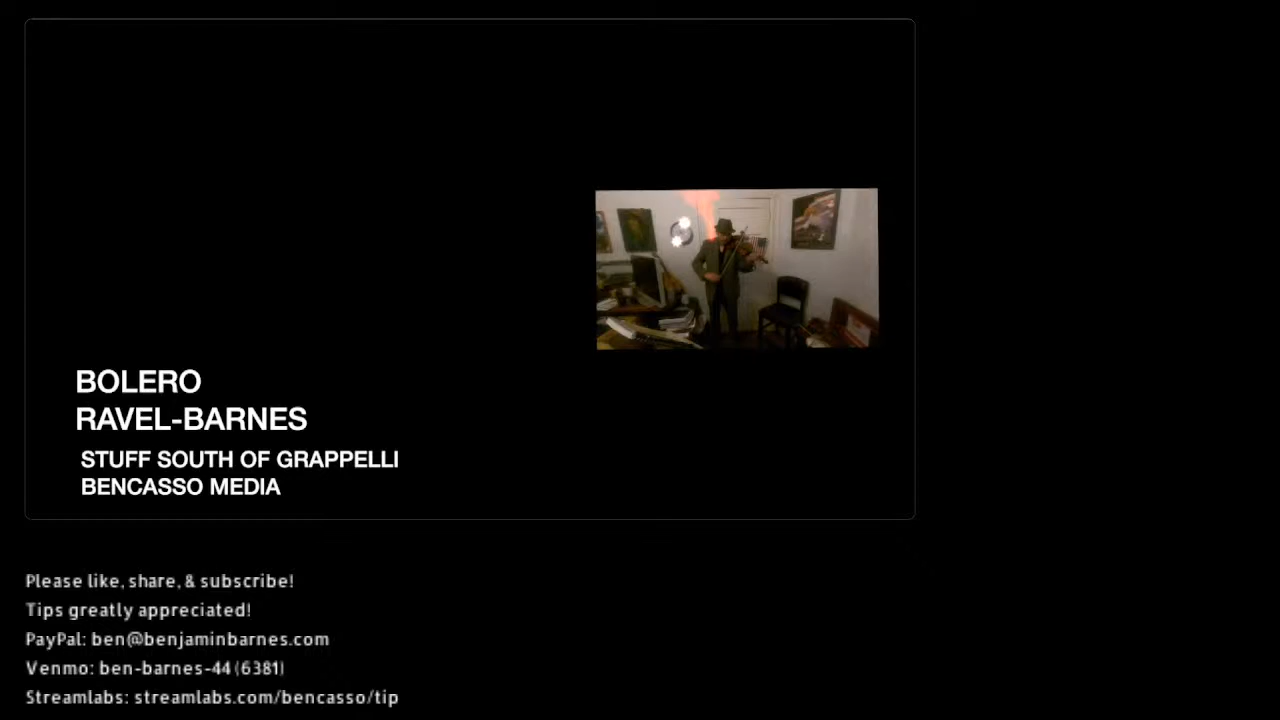 BOLERO
RAVEL-BARNES
STUFF SOUTH OF GRAPPELLI
BENCASSO MEDIA
Please like, share, & subscribe!
Tips greatly appreciated!
PayPal: ben@benjaminbarnes.com
Venmo: ben-barnes-44 (6381)
Streamlabs: streamlabs.com/bencasso/tip